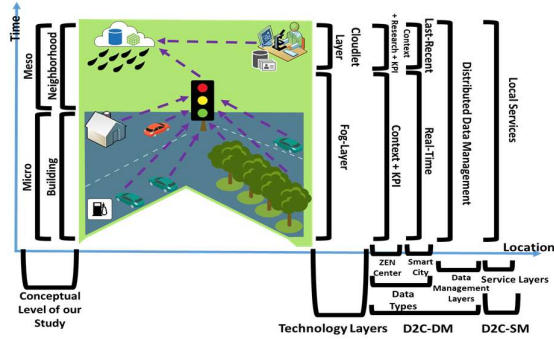 Time
Meso
Neighborhood
Micro
Building
Cloudlet
Layer
Fog-Layer
Context
+ Research + KPI
Context + KPI
Last-Recent
Real-Time
Distributed Data Management
Local Services
Location
ZEN
Center
Smart
City
Data
Types
Data
Management
Layers
Service Layers
Conceptual
Level of our
Study
Technology Layers
D2C-DM
D2C-SM